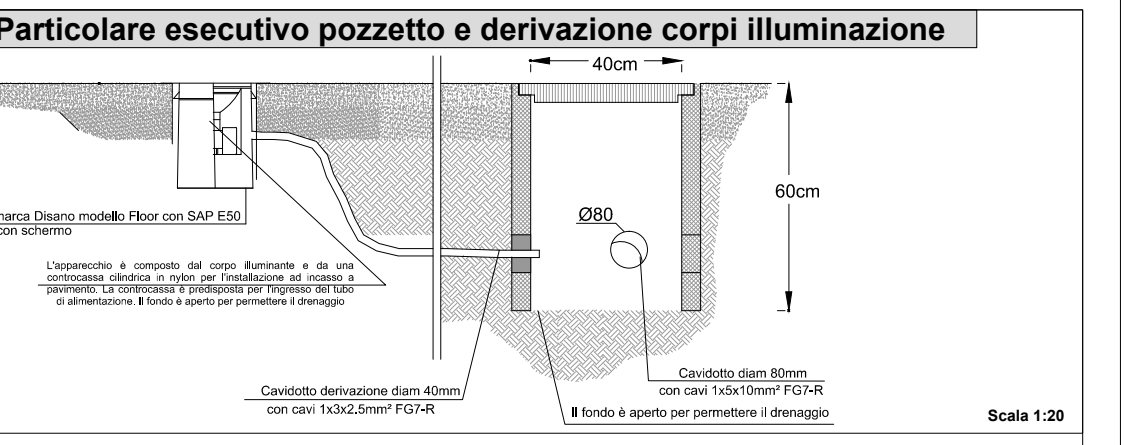 Particolare esecutivo pozzetto e derivazione corpi illuminazione
40cm
60cm
Ø80
marca Disano modello Floor con SAP E50
con schermo
L'apparecchio è composto dal corpo illuminante e da una
controcassa cilindrica in nylon per l'installazione ad incasso a
pavimento. La controcassa è predisposta per l'ingresso del tubo
di alimentazione. Il fondo è aperto per permettere il drenaggio
Cavidotto derivazione diam 40mm
con cavi 1x3x2.5mm² FG7-R
Cavidotto diam 80mm
con cavi 1x5x10mm² FG7-R
Il fondo è aperto per permettere il drenaggio
Scala 1:20